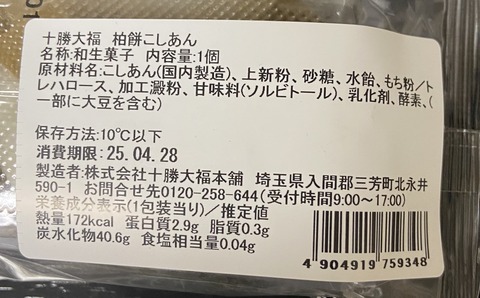 十勝大福 柏餅こしあん
名称:和生菓子 内容量:1個
原材料名:こしあん(国内製造)、上新粉、砂糖、水飴、もち粉/ト
レハロース、加工澱粉、甘味料(ソルビトール)、乳化剤、酵素、(
一部に大豆を含む)
保存方法:10℃以下
消費期限:25.04.28
製造者:株式会社十勝大福本舗 埼玉県入間郡三芳町北永井
590-1 お問合せ先0120-258-644(受付時間9:00〜17:00)
栄養成分表示(1包装当り)/推定値
熱量172kcal 蛋白質2.9g 脂質0.3g
炭水化物40.6g 食塩相当量0.04g
4 904919 759348